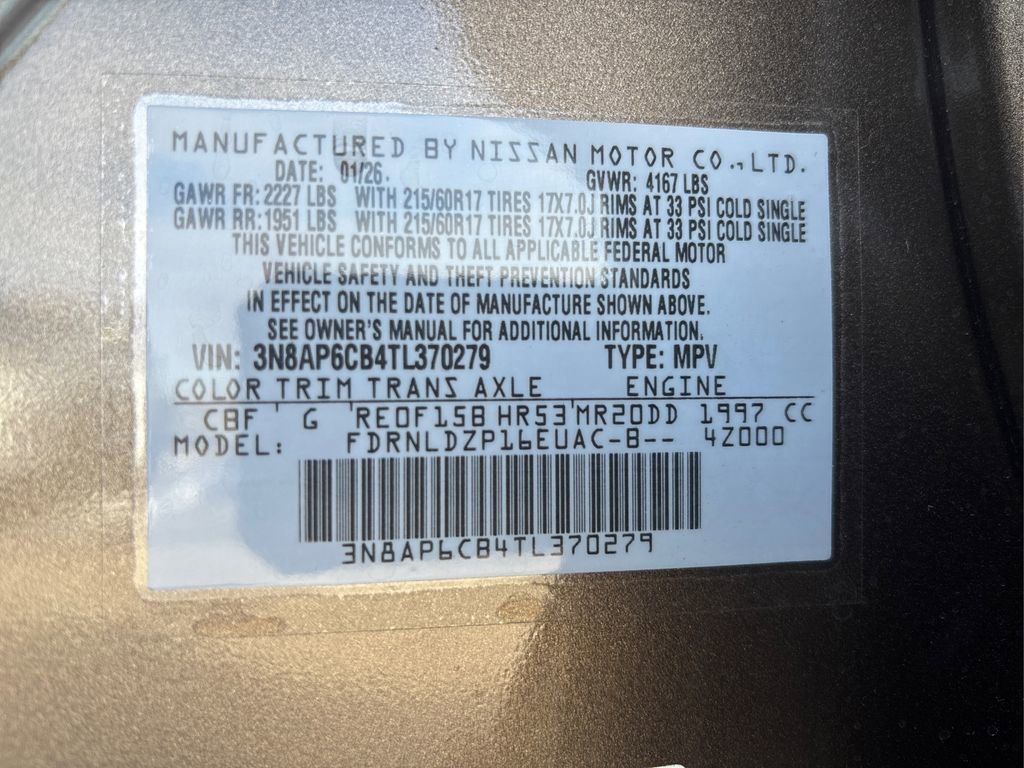 MANUFACTURED BY NISSAN MOTOR CO.,LTD.
DATE: 01/26. GVWR: 4167 LBS
GAWR FR: 2227 LBS WITH 215/60R17 TIRES 17X7.0J RIMS AT 33 PSI COLD SINGLE
GAWR RR: 1951 LBS WITH 215/60R17 TIRES 17X7.0J RIMS AT 33 PSI COLD SINGLE
THIS VEHICLE CONFORMS TO ALL APPLICABLE FEDERAL MOTOR
VEHICLE SAFETY AND THEFT PREVENTION STANDARDS
IN EFFECT ON THE DATE OF MANUFACTURE SHOWN ABOVE.
SEE OWNER'S MANUAL FOR ADDITIONAL INFORMATION.
VIN: 3N8AP6CB4TL370279 TYPE: MPV
COLOR TRIM TRANS AXLE ENGINE
CBF G RE0F15B HR53 MR20DD 1997 CC
MODEL: FDRNLDZP16EUAC-B-- 4Z000
3N8AP6CB4TL370279